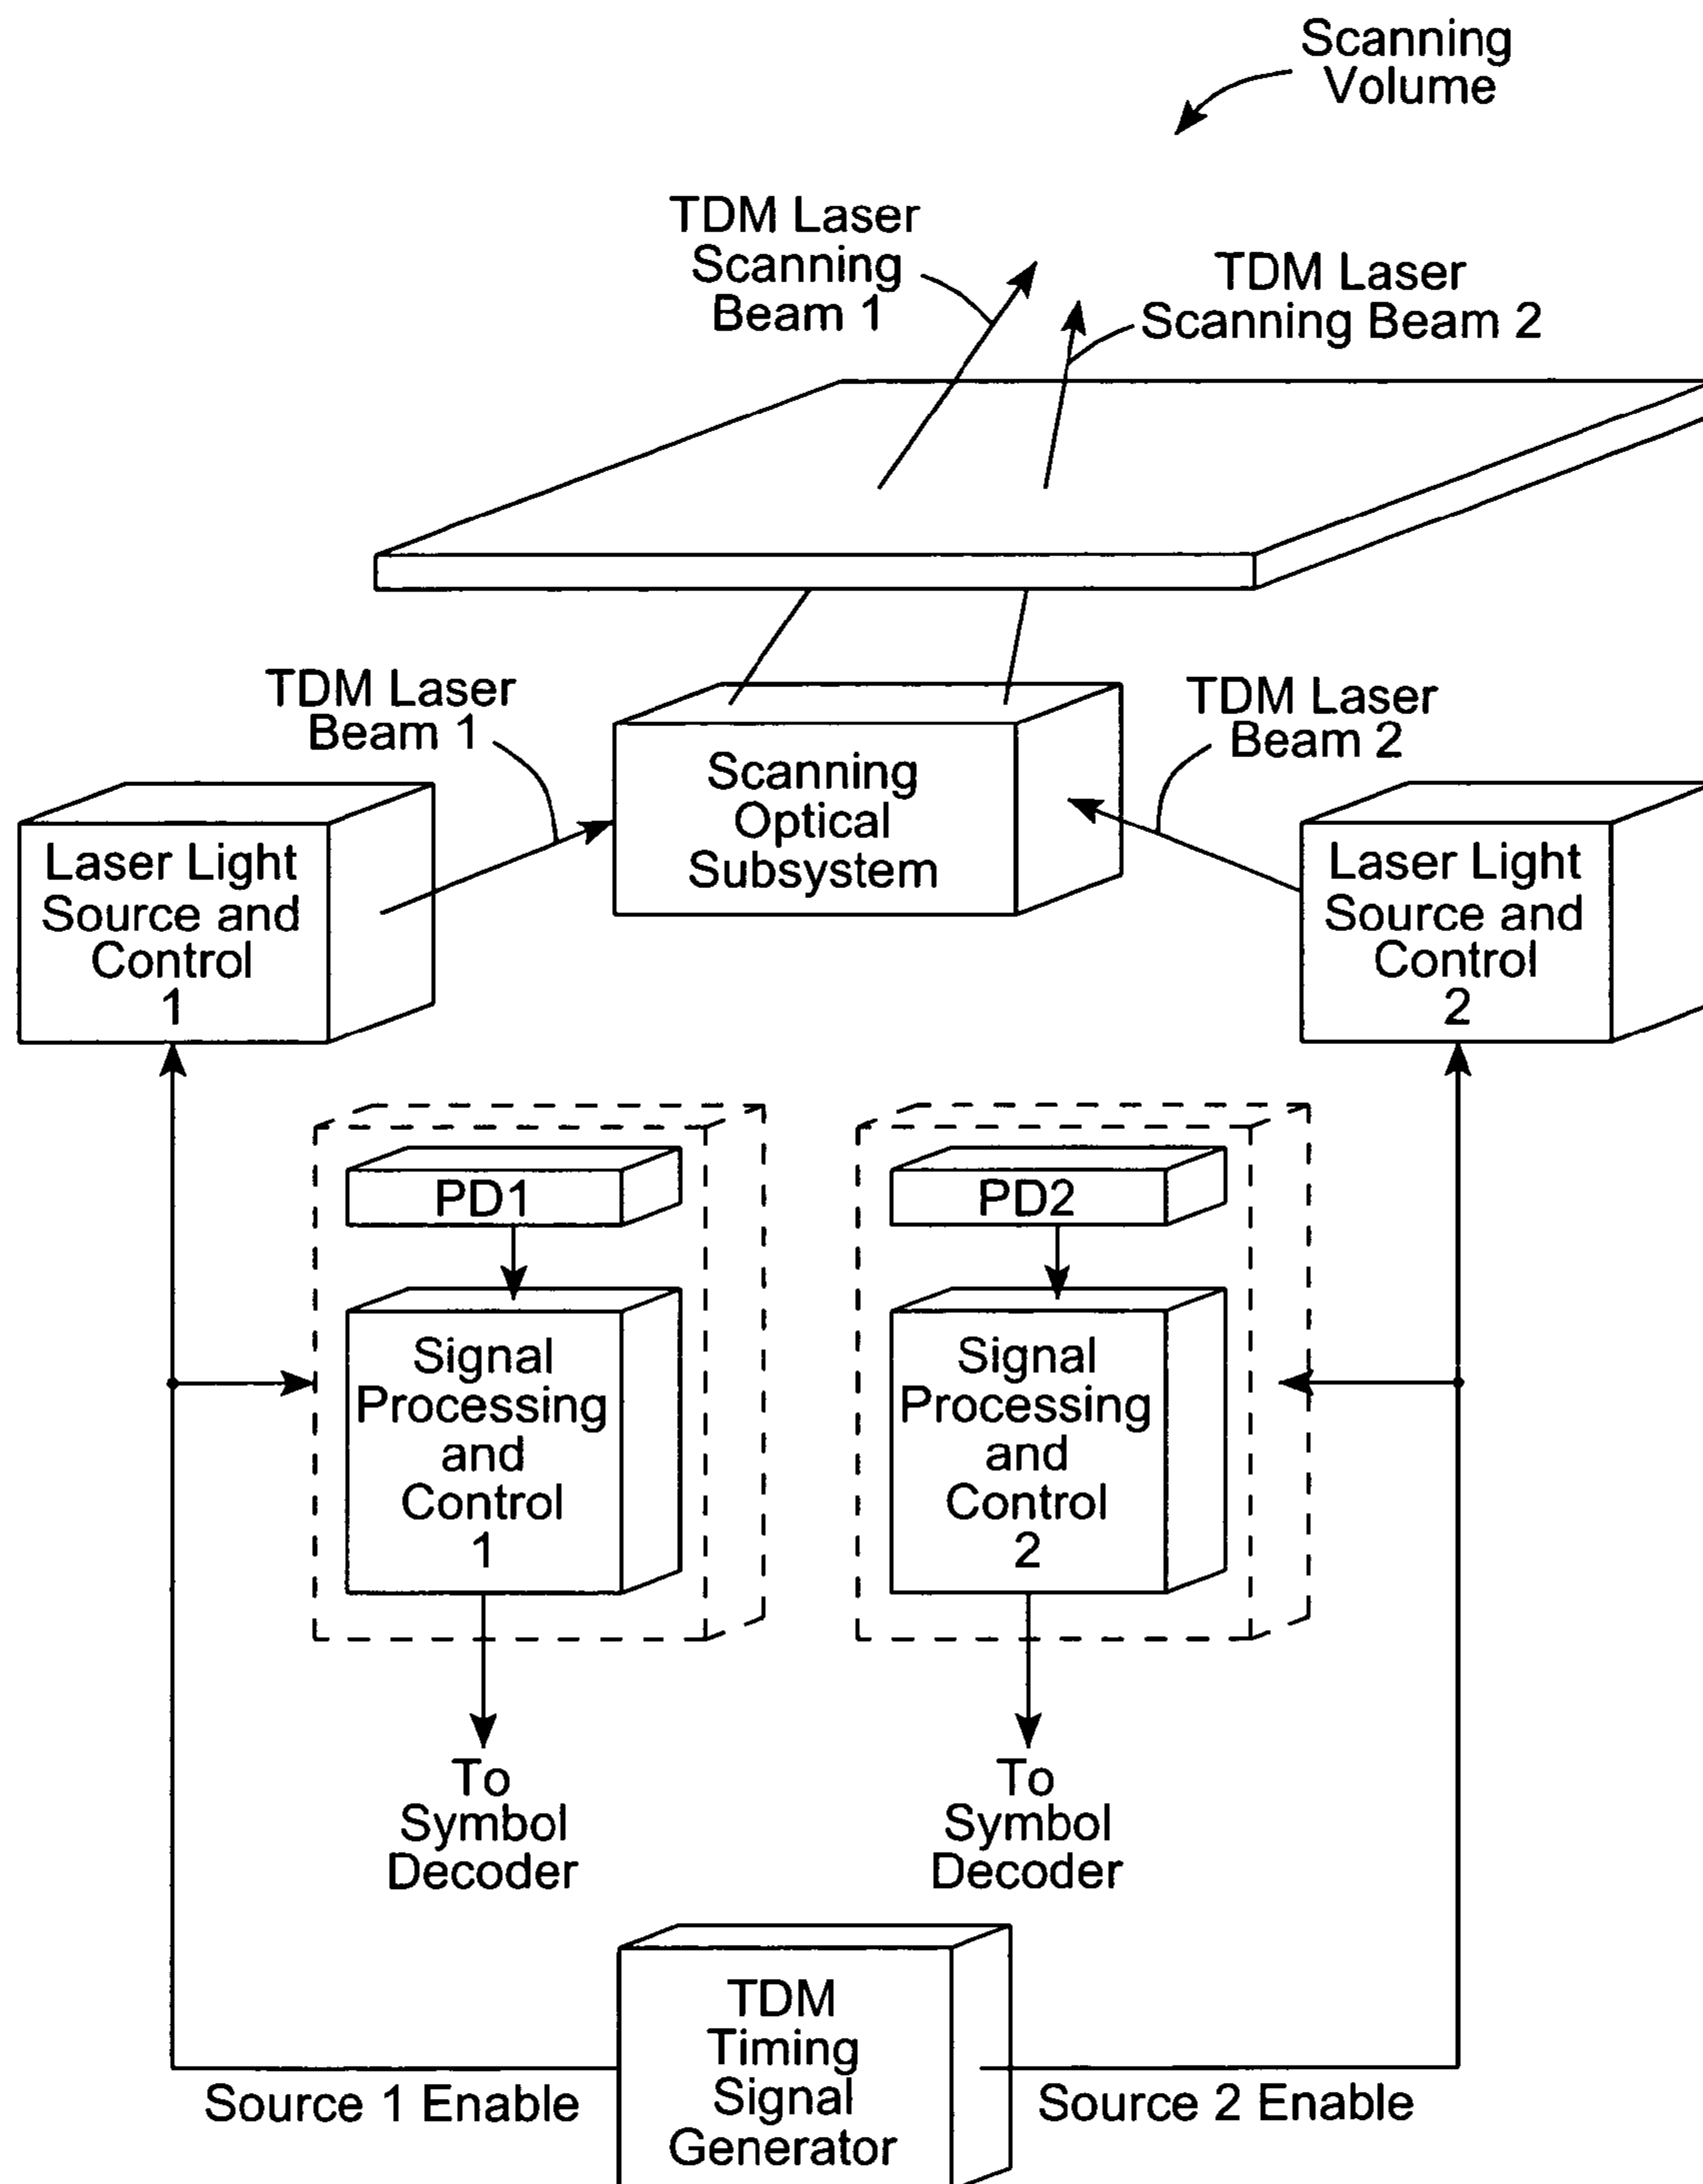 Scanning
Volume
TDM Laser
Scanning
Beam 1
TDM Laser
Scanning Beam 2
TDM Laser
Beam 1
TDM Laser
Beam 2
Scanning
Optical
Subsystem
Laser Light
Source and
Control
1
Laser Light
Source and
Control
2
PD1
PD2
Signal
Processing
and
Control
1
Signal
Processing
and
Control
2
To
Symbol
Decoder
To
Symbol
Decoder
TDM
Timing
Signal
Generator
Source 1 Enable
Source 2 Enable